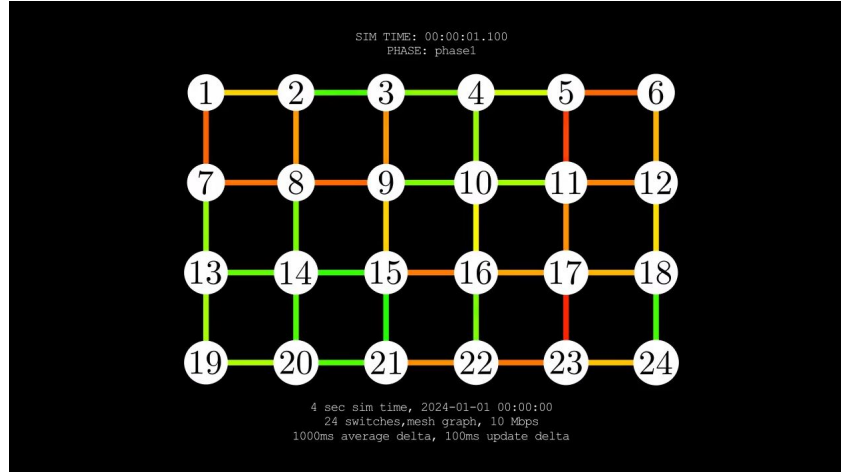 SIM TIME: 00:00:01.100
PHASE: phase1
1 2 3 4 5 6
7 8 9 10 11 12
13 14 15 16 17 18
19 20 21 22 23 24
4 sec sim time, 2024-01-01 00:00:00
24 switches,mesh graph, 10 Mbps
1000ms average delta, 100ms update delta